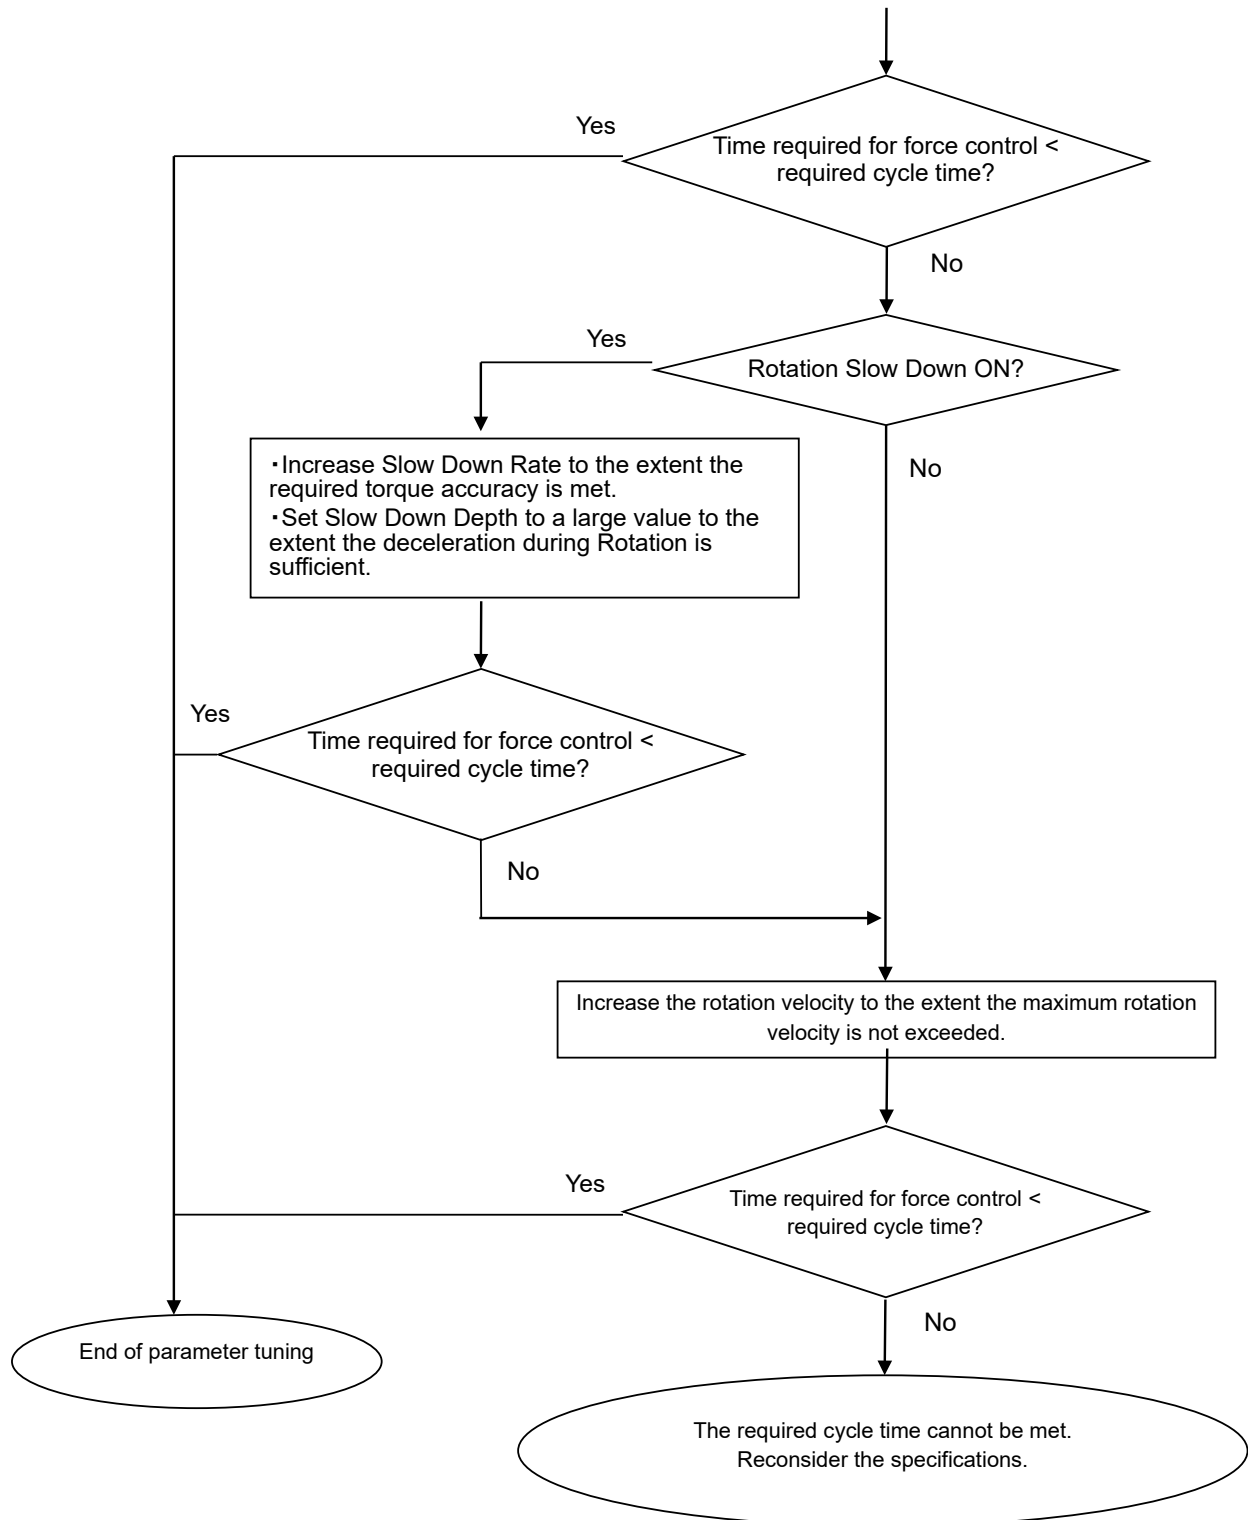 Yes
Time required for force control <
required cycle time?
No
Yes
Rotation Slow Down ON?
No
・Increase Slow Down Rate to the extent the
required torque accuracy is met.
・Set Slow Down Depth to a large value to the
extent the deceleration during Rotation is
sufficient.
Yes
Time required for force control <
required cycle time?
No
Increase the rotation velocity to the extent the maximum rotation
velocity is not exceeded.
Yes
Time required for force control <
required cycle time?
No
End of parameter tuning
The required cycle time cannot be met.
Reconsider the specifications.